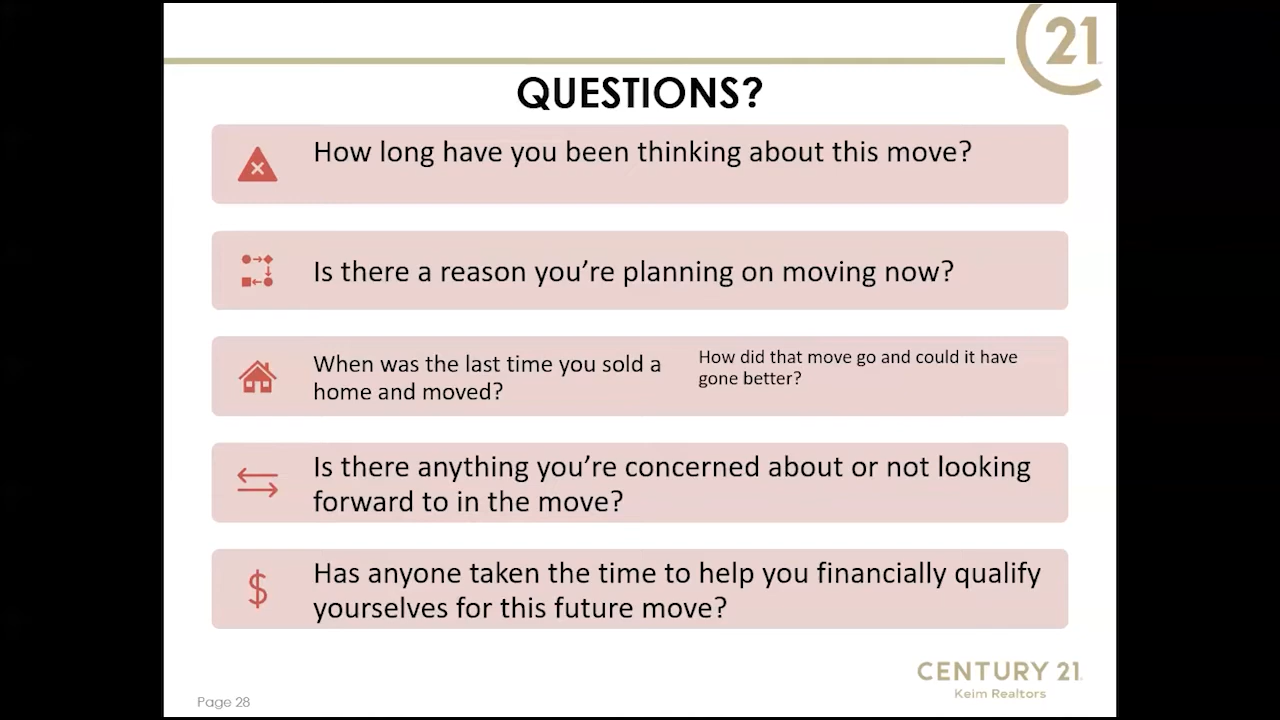 21
QUESTIONS?
How long have you been thinking about this move?
Is there a reason you’re planning on moving now?
When was the last time you sold a
home and moved?
How did that move go and could it have
gone better?
Is there anything you’re concerned about or not looking
forward to in the move?
$
Has anyone taken the time to help you financially qualify
yourselves for this future move?
CENTURY 21
Keim Realtors
Page 28